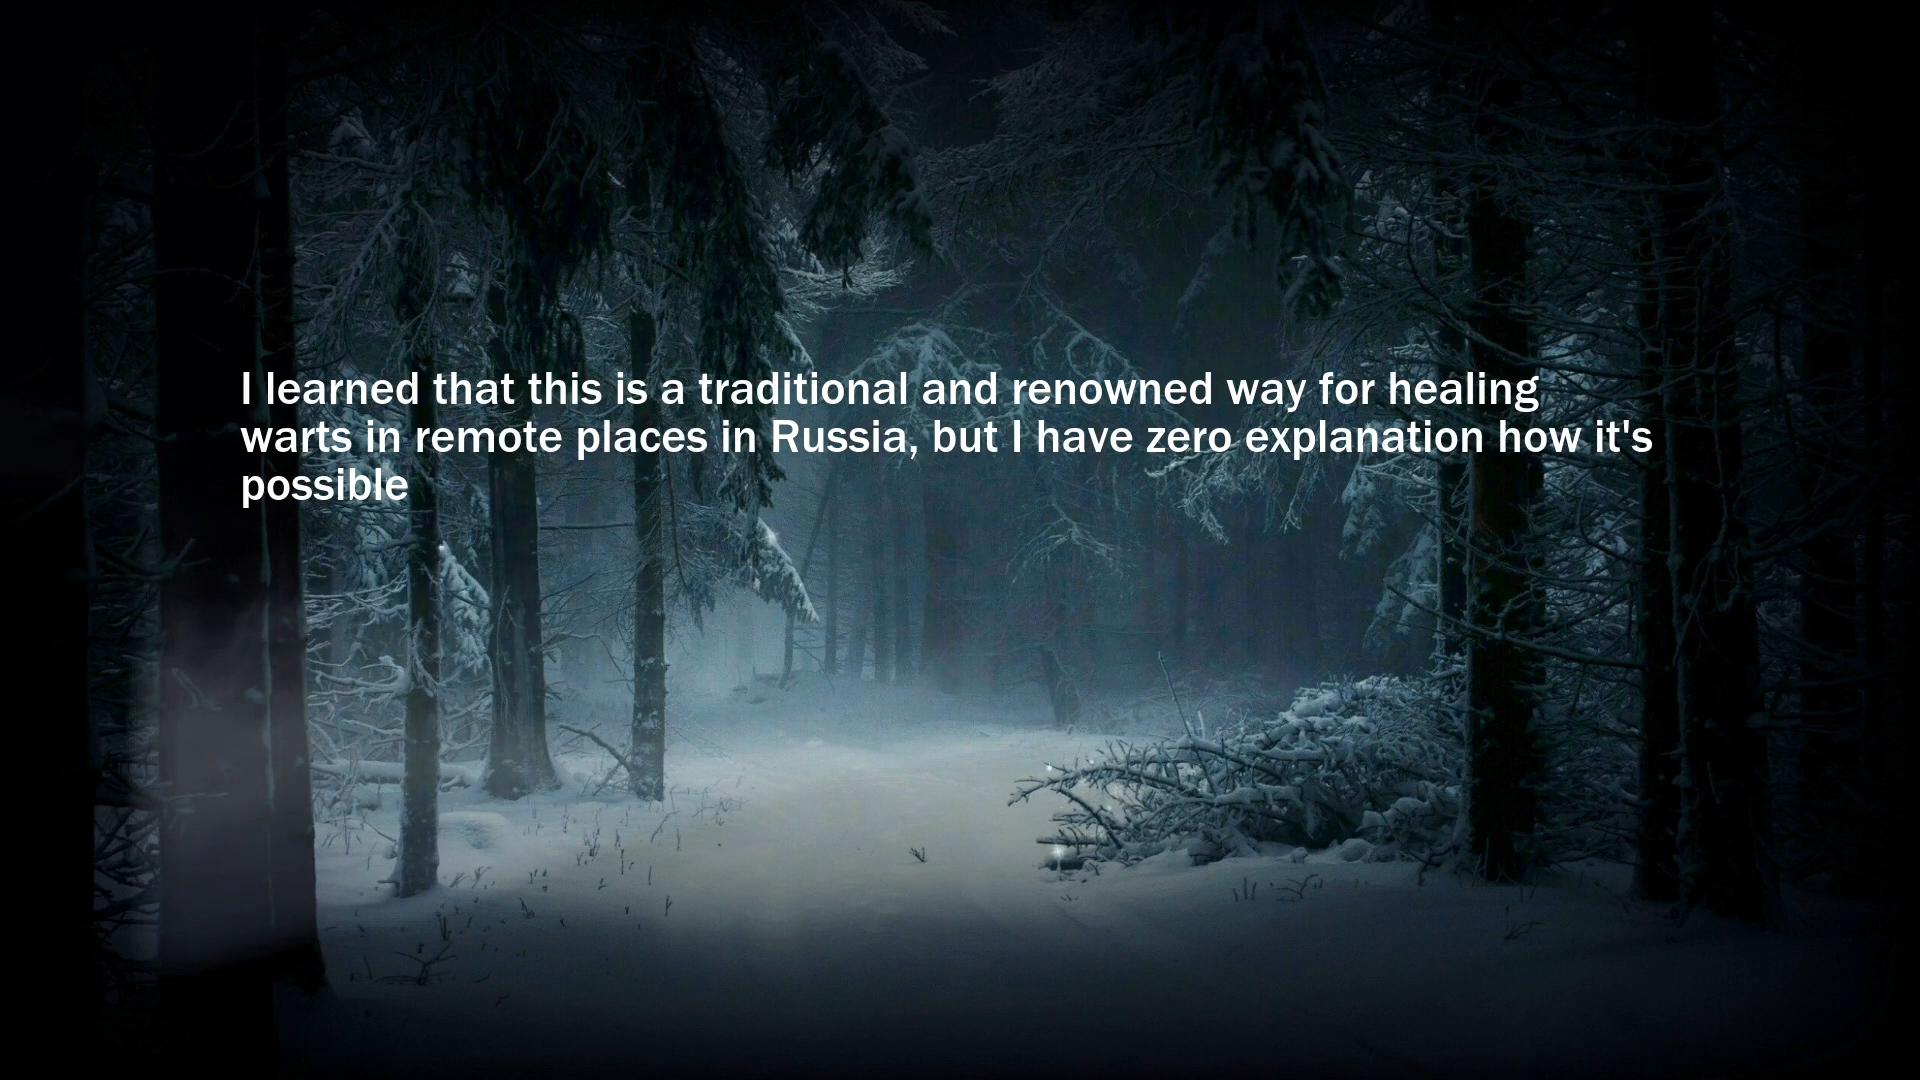 I learned that this is a traditional and renowned way for healing
warts in remote places in Russia, but I have zero explanation how it's
possible